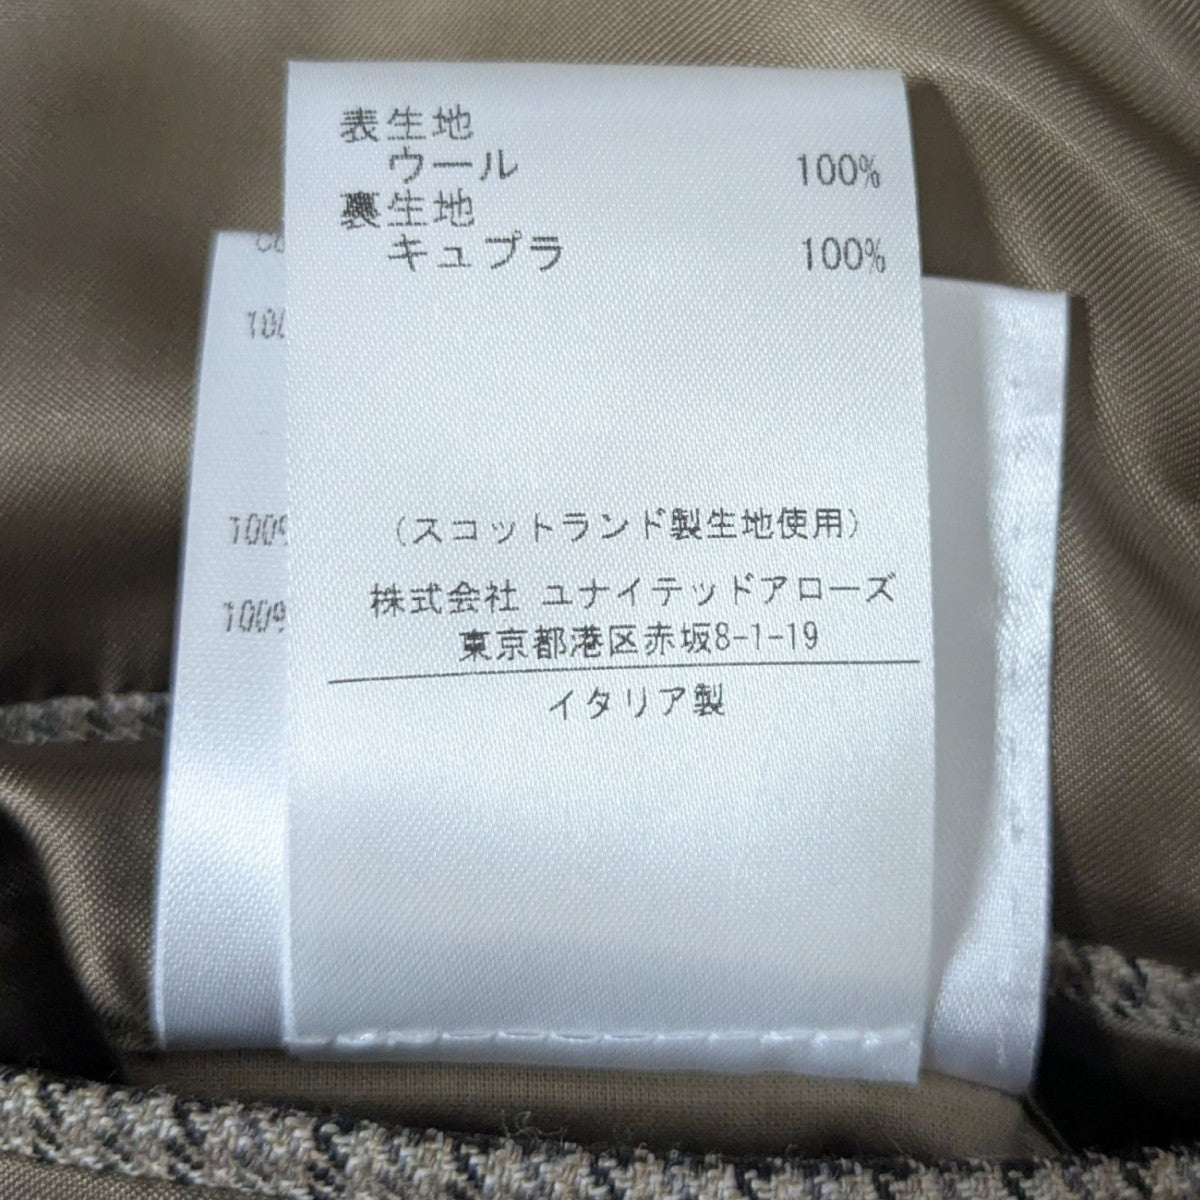 表生地
ウール 100%
裏生地
キュプラ 100%
(スコットランド製生地使用)
株式会社 ユナイテッドアローズ
東京都港区赤坂8-1-19
イタリア製